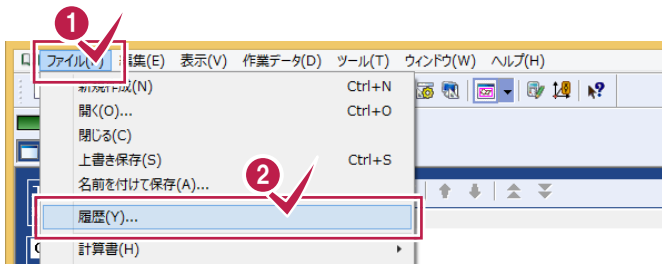 1
ファイル(F) 編集(E) 表示(V) 作業データ(D) ツール(T) ウィンドウ(W) ヘルプ(H)
新規作成(N) Ctrl+N
開く(O)... Ctrl+O
閉じる(C)
上書き保存(S) Ctrl+S
名前を付けて保存(A)...
2
履歴(Y)...
計算書(H)